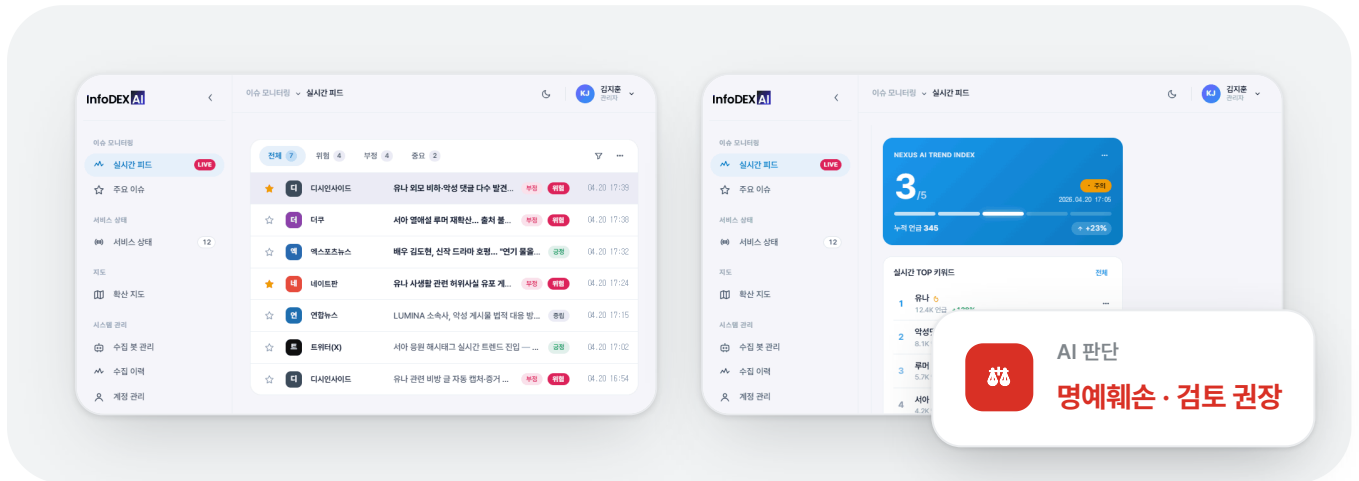 InfoDEX AI
이슈 모니터링
실시간 피드 LIVE
주요 이슈
서비스 상태
서비스 상태 12
지도
확산 지도
시스템 관리
수집 봇 관리
수집 이력
계정 관리
이슈 모니터링 실시간 피드
KJ 김지훈
관리자
전체 7 위험 4 부정 4 중요 2
디 디시인사이드 유나 외모 비하·악성 댓글 다수 발견... 부정 위험 04.20 17:39
더 더쿠 서아 열애설 루머 재확산... 출처 불... 부정 위험 04.20 17:38
엑 엑스포츠뉴스 배우 김도현, 신작 드라마 호평... "연기 물올... 긍정 04.20 17:32
네 네이트판 유나 사생활 관련 허위사실 유포 게... 부정 위험 04.20 17:24
연 연합뉴스 LUMINA 소속사, 악성 게시물 법적 대응 방... 중립 04.20 17:15
트 트위터(X) 서아 응원 해시태그 실시간 트렌드 진입 — ... 긍정 04.20 17:02
디 디시인사이드 유나 관련 비방 글 자동 캡처·증거 ... 부정 위험 04.20 16:54
InfoDEX AI
이슈 모니터링
실시간 피드 LIVE
주요 이슈
서비스 상태
서비스 상태 12
지도
확산 지도
시스템 관리
수집 봇 관리
수집 이력
계정 관리
이슈 모니터링 실시간 피드
KJ 김지훈
관리자
NEXUS AI TREND INDEX
3/5
주의
2026.04.20 17:05
누적 언급 345
+23%
실시간 TOP 키워드 전체
1 유나
12.4K 언급
2
8.1K
3 루머
5.7K
4 서아
4.2K
AI 판단
명예훼손 · 검토 권장